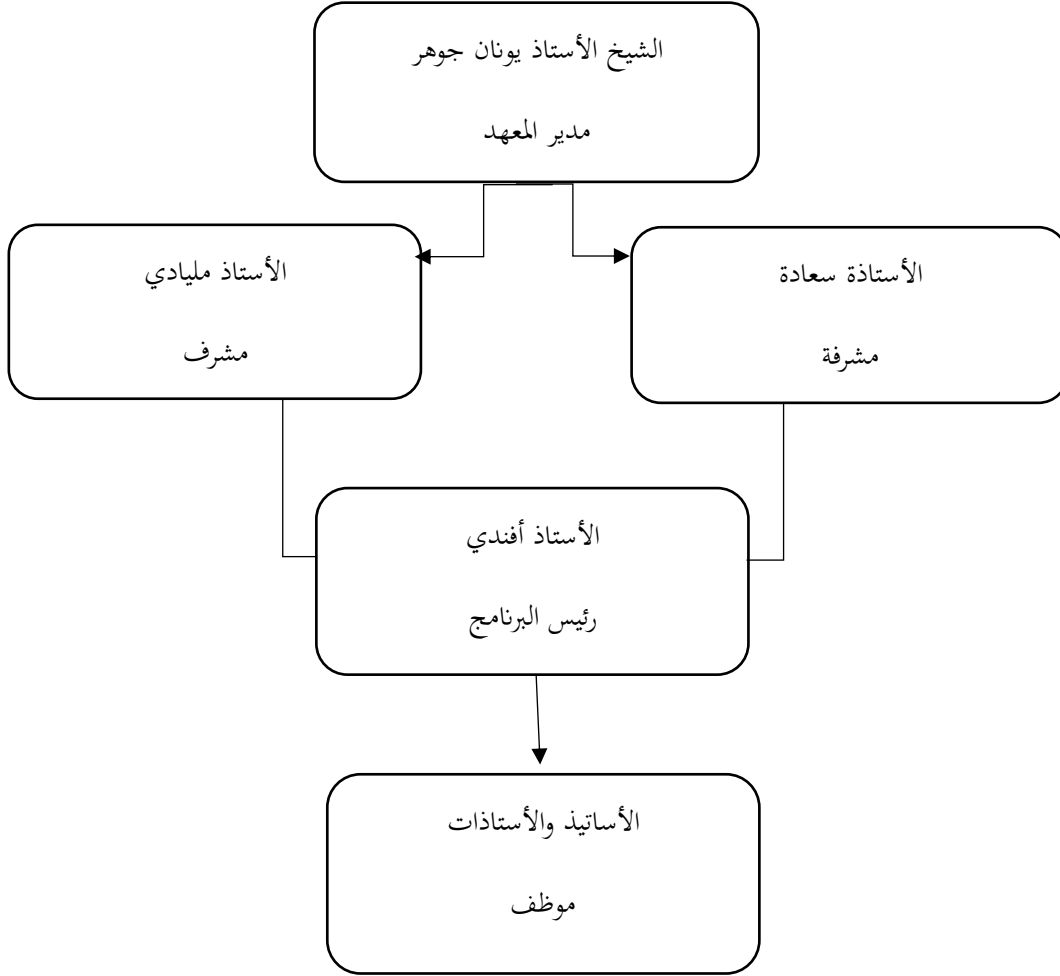 الشيخ الأستاذ يونان جوهر
مدير المعهد
الأستاذة سعادة
مشرفة
الأستاذ مليادي
مشرف
الأستاذ أفندي
رئيس البرنامج
الأساتيذ والأستاذات
موظف